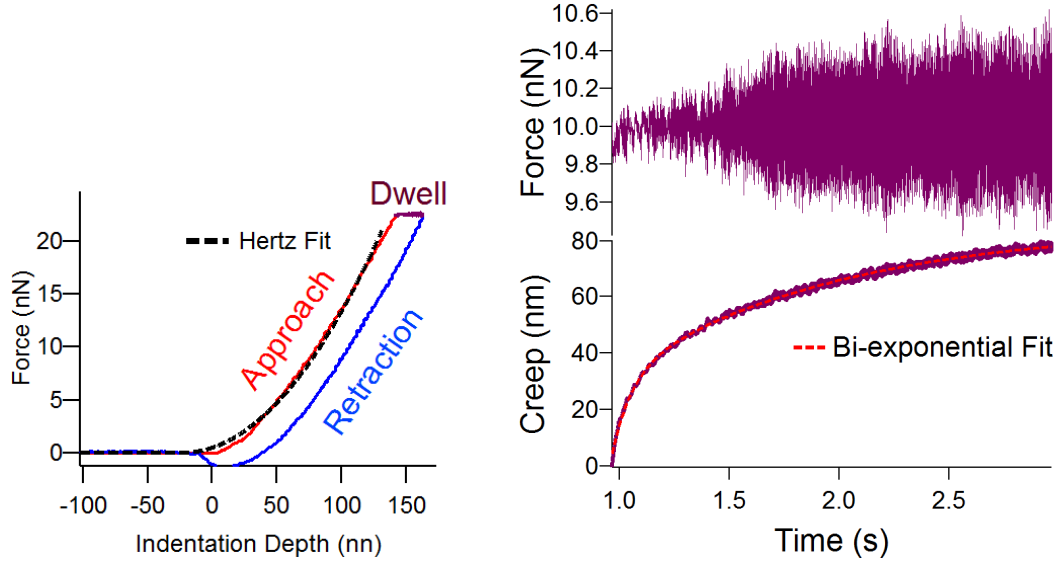 Dwell
20
15
10
5
0
Force (nN)
Hertz Fit
Approach
Retraction
-100
-50
0
50
100
150
Indentation Depth (nn)
10.6
10.4
10.2
10.0
9.8
9.6
Force (nN)
80
60
40
20
0
Creep (nm)
Bi-exponential Fit
1.0
1.5
2.0
2.5
Time (s)